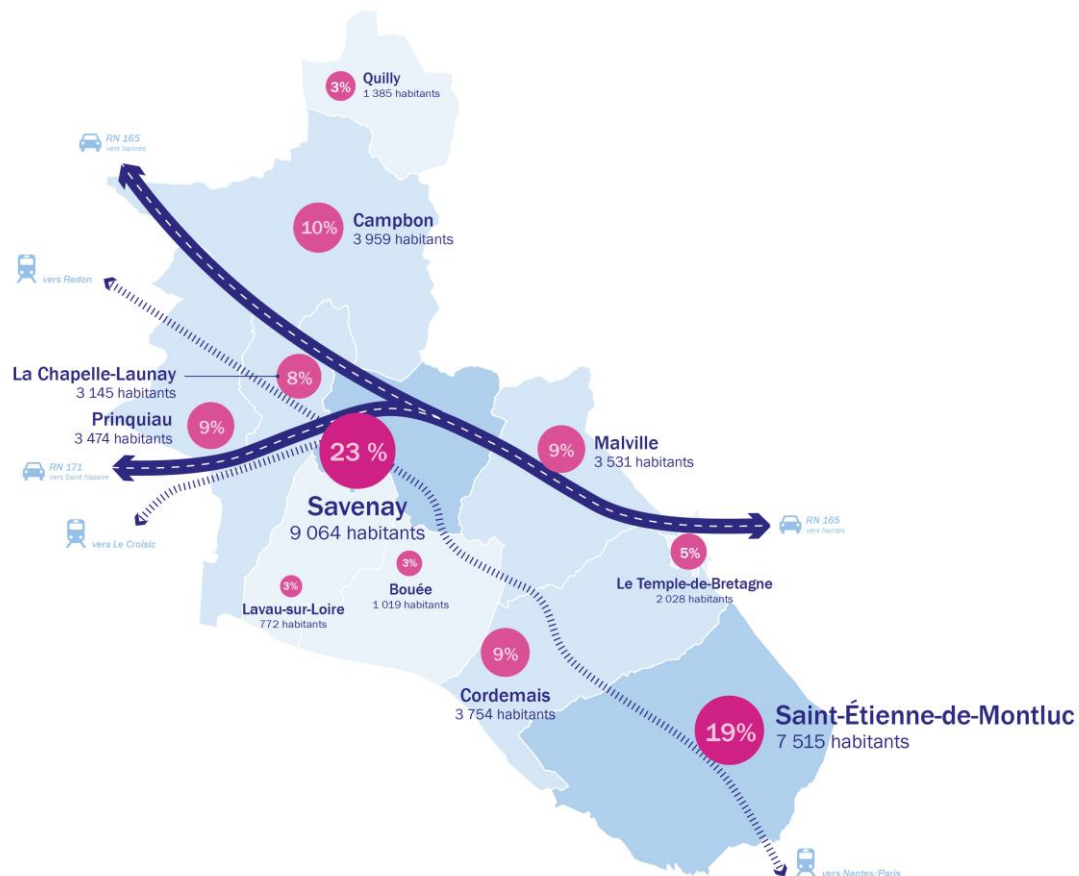 3%
Quilly
1 385 habitants
RN 165
vers Vannes
10%
Campbon
3 959 habitants
vers Redon
La Chapelle-Launay
3 145 habitants
8%
Prinquiau
3 474 habitants
9%
RN 171
vers Saint Nazaire
23 %
Savenay
9 064 habitants
9%
Malville
3 531 habitants
RN 165
vers Nantes
vers Le Croisic
5%
Le Temple-de-Bretagne
2 028 habitants
3%
Bouée
1 019 habitants
3%
Lavau-sur-Loire
772 habitants
9%
Cordemais
3 754 habitants
19%
Saint-Étienne-de-Montluc
7 515 habitants
vers Nantes/Paris